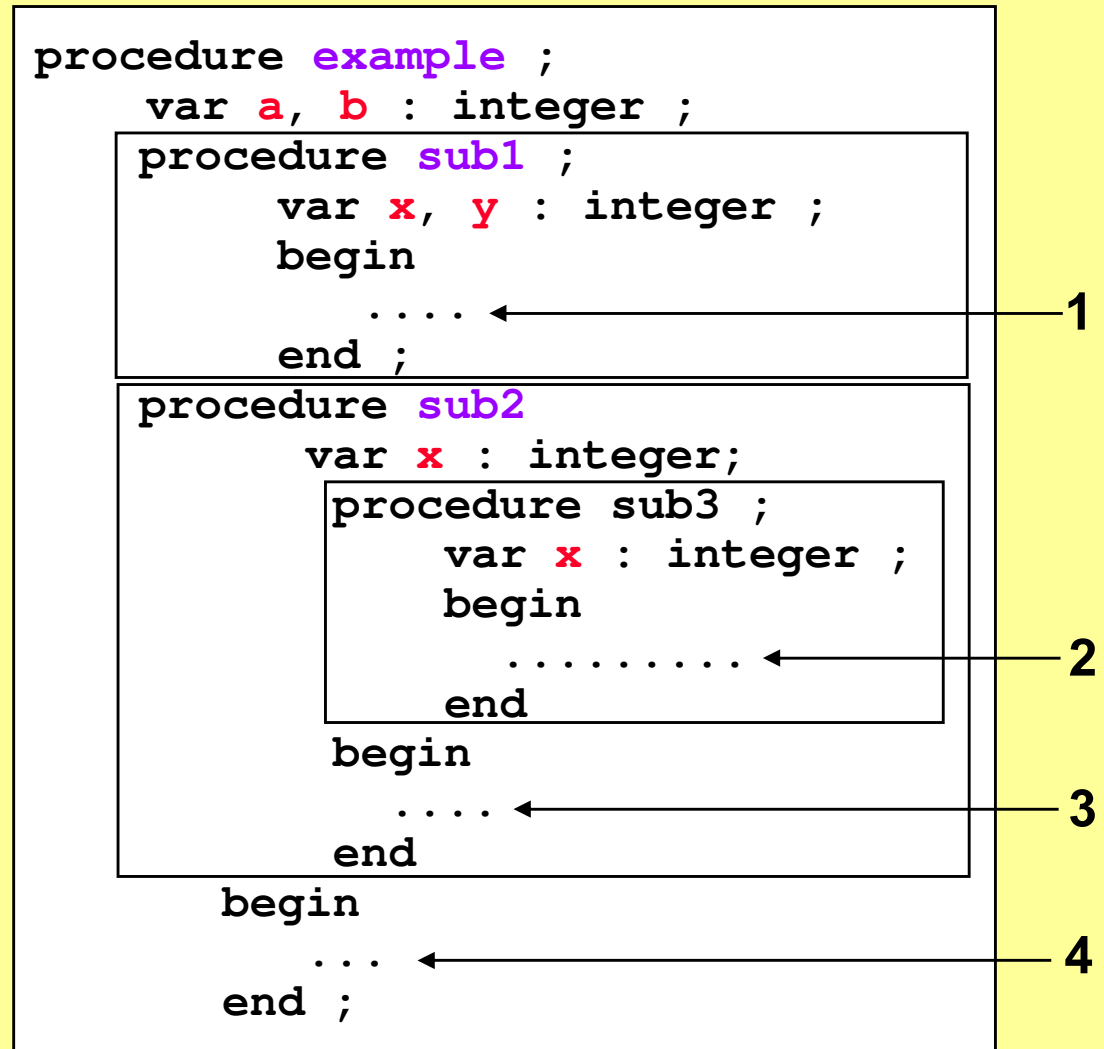 procedure example ;
var a, b : integer ;
procedure sub1 ;
var x, y : integer ;
begin
.... 1
end ;
procedure sub2
var x : integer;
procedure sub3 ;
var x : integer ;
begin
......... 2
end
begin
.... 3
end
begin
... 4
end ;